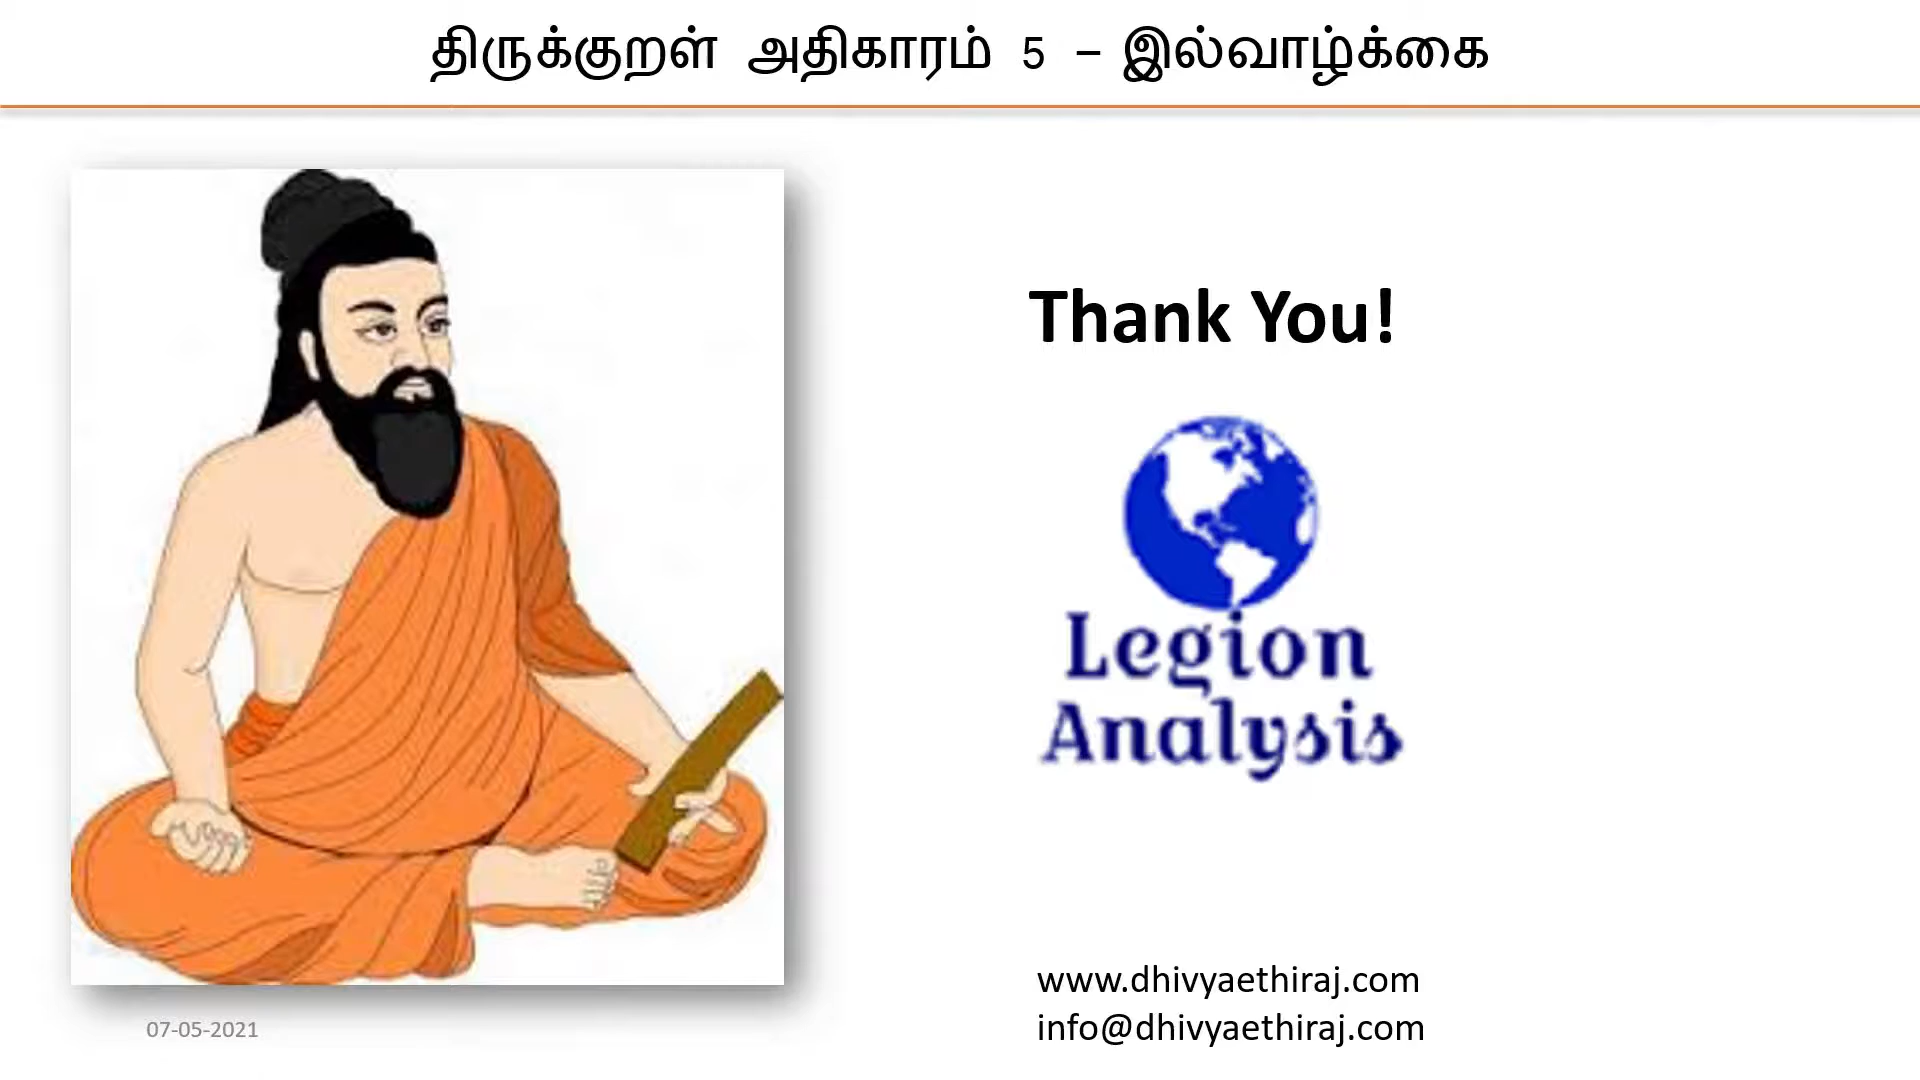 திருக்குறள் அதிகாரம் 5 – இல்வாழ்க்கை
Thank You!
Legion
Analysis
www.dhivyaethiraj.com
info@dhivyaethiraj.com
07-05-2021